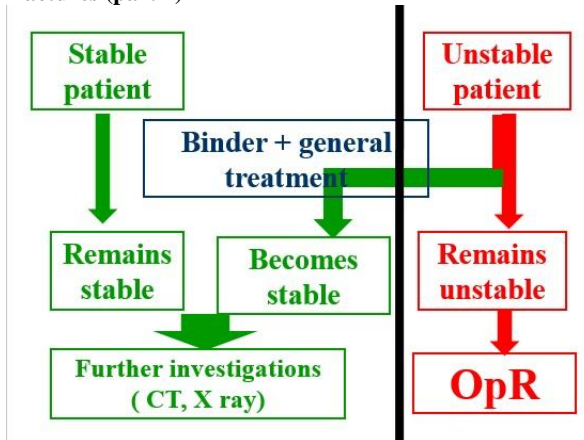 Stable
patient
Unstable
patient
Binder + general
treatment
Remains
stable
Becomes
stable
Remains
unstable
Further investigations
( CT, X ray)
OpR